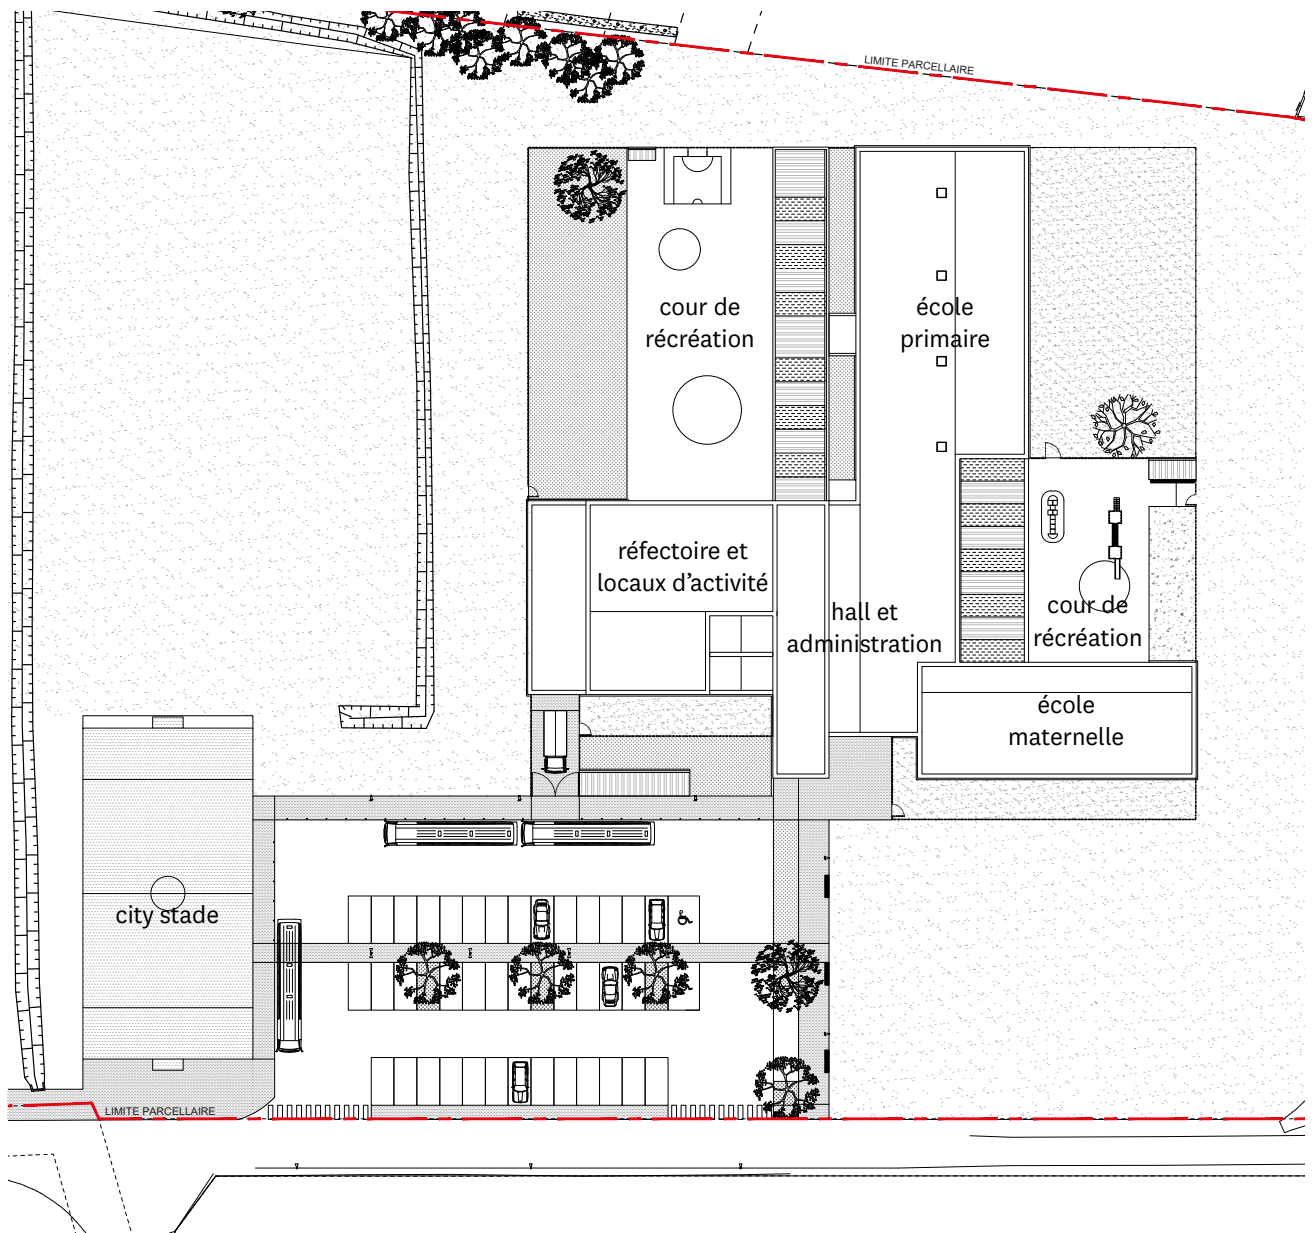 LIMITE PARCELLAIRE
cour de
récréation
école
primaire
réfectoire et
locaux d'activité
hall et
administration
cour de
récréation
école
maternelle
city stade
LIMITE PARCELLAIRE